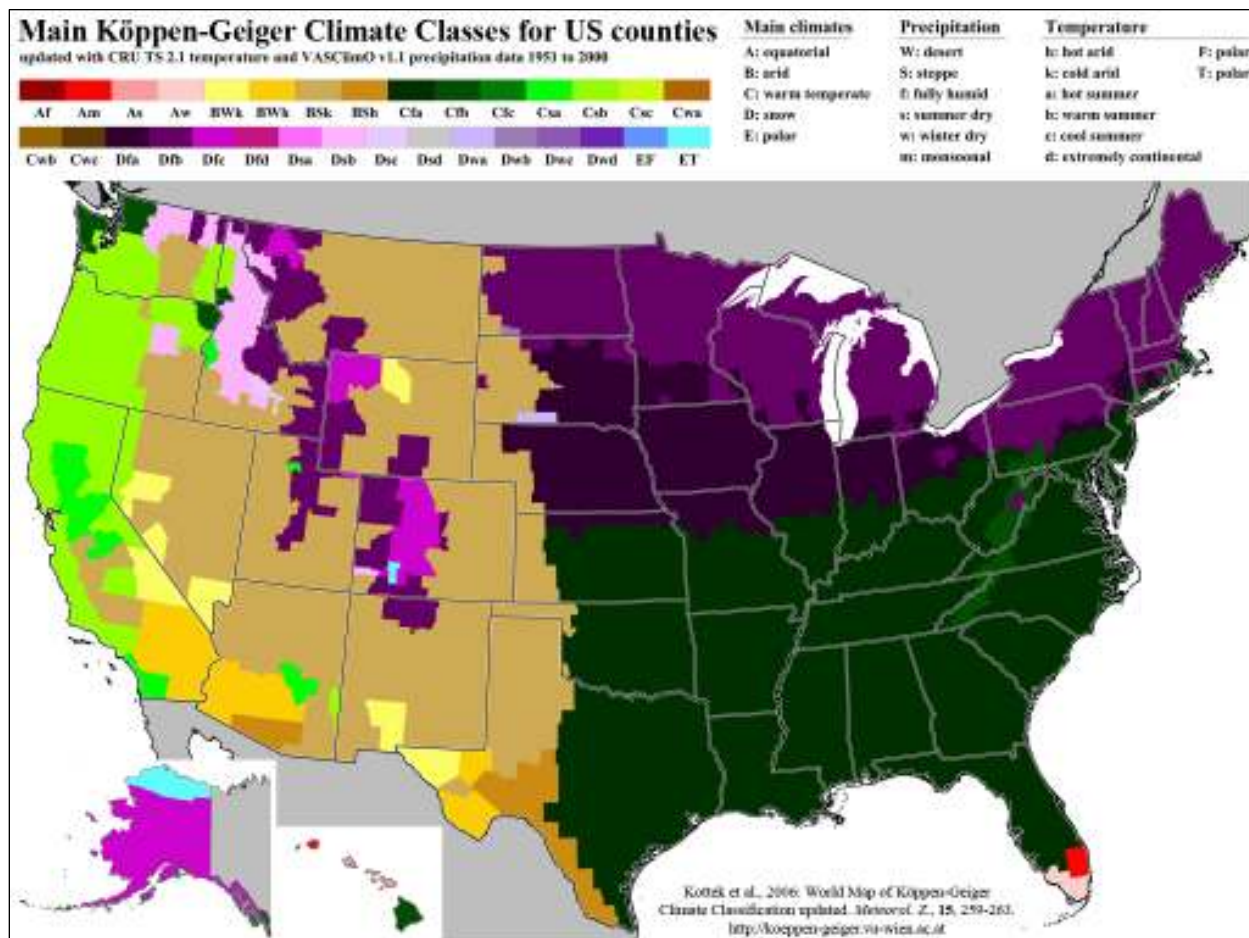 Main Köppen-Geiger Climate Classes for US counties
updated with CRU TS 2.1 temperature and VASClimO v1.1 precipitation data 1951 to 2000
Af Am As Aw BWk BWk BSk BSh Cfa Cfb Cfc Csa Csb Csc Cwa
Cwb Cwc Dfa Dfb Dfc Dfd Dsa Dsb Dsc Dsd Dwa Dwb Dwc Dwd EF ET
Main climates
A: equatorial
B: arid
C: warm temperate
D: snow
E: polar
Precipitation
W: desert
S: steppe
f: fully humid
s: summer dry
w: winter dry
m: monsoonal
Temperature
h: hot arid
k: cold arid
a: hot summer
b: warm summer
c: cool summer
d: extremely continental
F: polar
T: polar
Kottek et al., 2006: World Map of Köppen-Geiger
Climate Classification updated. Meteorol. Z., 15, 259-263.
http://koeppen-geiger.vu-wien.ac.at